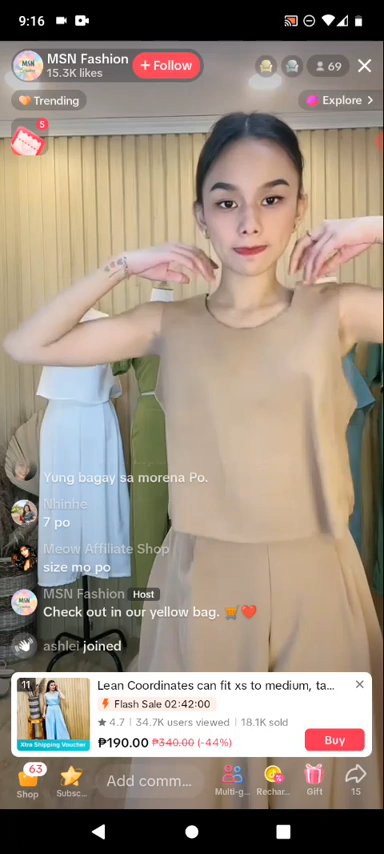 9:16
MSN Fashion
15.3K likes
+ Follow
69
Trending
Explore >
5
Yung bagay sa morena Po.
Nhinhe
7 po
Meow Affiliate Shop
size mo po
MSN Fashion Host
Check out in our yellow bag. 🛒❤️
ashlei joined
11
Xtra Shipping Voucher
Lean Coordinates can fit xs to medium, ta...
Flash Sale 02:42:00
4.7 | 34.7K users viewed | 18.1K sold
₱190.00 ₱340.00 (-44%)
Buy
63
Shop
Subsc...
Add comm...
Multi-g...
Rechar...
Gift
15